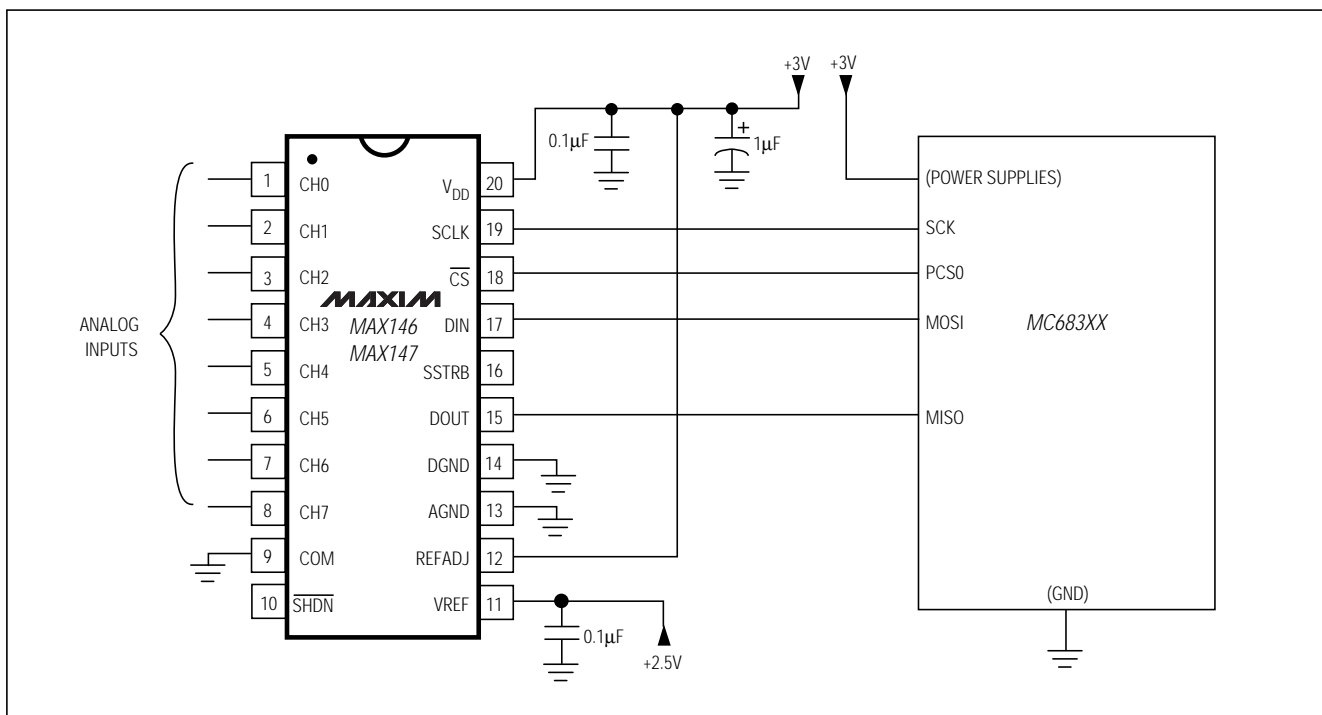 +3V
+3V
0.1µF
+
1µF
1
CH0
VDD
20
(POWER SUPPLIES)
2
CH1
SCLK
19
SCK
3
CH2
CS
18
PCS0
MAXIM
ANALOG
INPUTS
4
CH3
MAX146
MAX147
DIN
17
MOSI
MC683XX
5
CH4
SSTRB
16
6
CH5
DOUT
15
MISO
7
CH6
DGND
14
8
CH7
AGND
13
9
COM
REFADJ
12
10
SHDN
VREF
11
(GND)
0.1µF
+2.5V